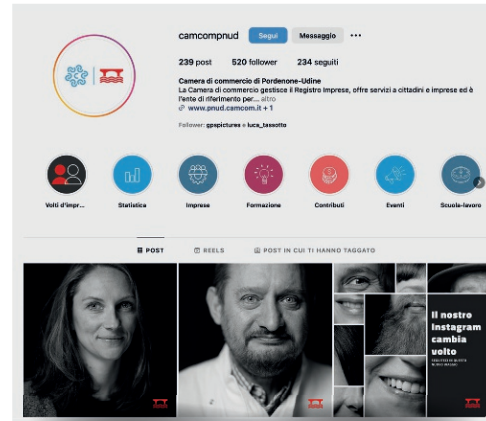 camcompnud Segui Messaggio
239 post 520 follower 234 seguiti
Camera di commercio di Pordenone-Udine
La Camera di commercio gestisce il Registro Imprese, offre servizi a cittadini e imprese ed è
l'ente di riferimento per... altro
www.pnud.camcom.it + 1
Follower: gpspictures e luca_tassotto
Volti d'impr... Statistica Imprese Formazione Contributi Eventi Scuola-lavoro
POST REELS POST IN CUI TI HANNO TAGGATO
Il nostro
Instagram
cambia
volto